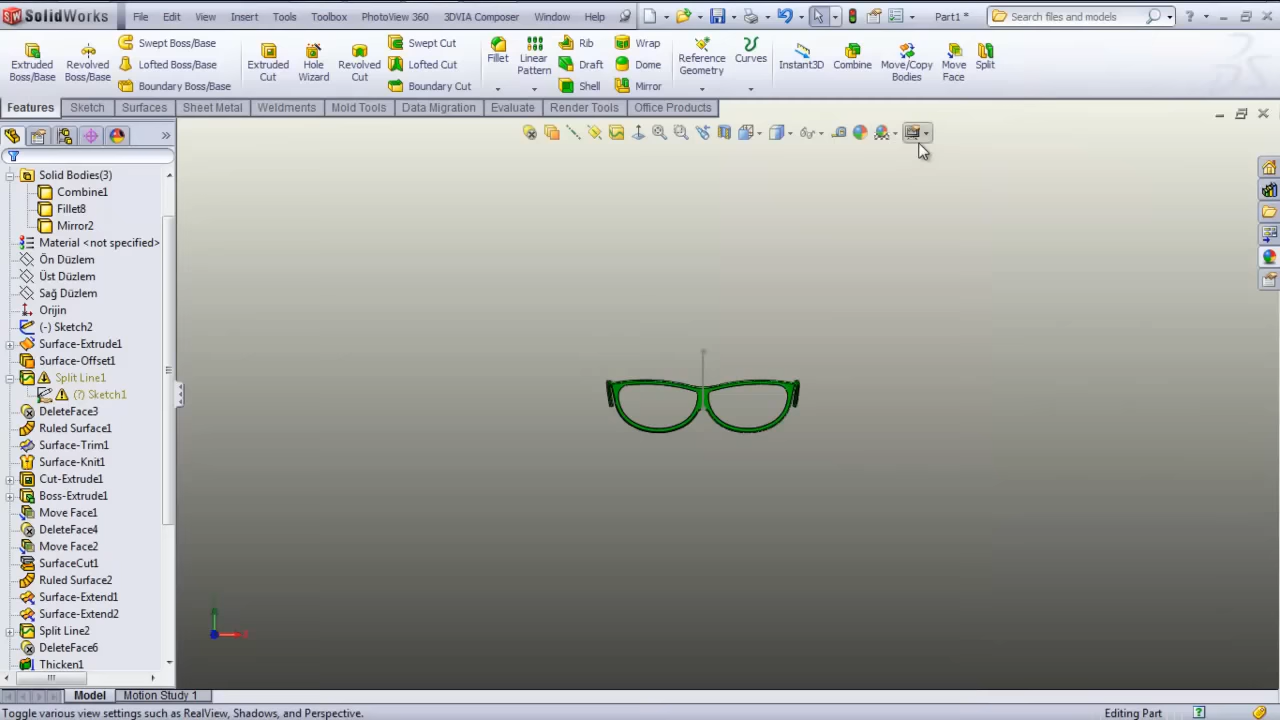 SolidWorks File Edit View Insert Tools Toolbox PhotoView 360 3DVIA Composer Window Help Part1 * Search files and models
Extruded Boss/Base
Revolved Boss/Base
Swept Boss/Base
Lofted Boss/Base
Boundary Boss/Base
Extruded Cut
Hole Wizard
Revolved Cut
Swept Cut
Lofted Cut
Boundary Cut
Fillet
Linear Pattern
Rib
Draft
Shell
Wrap
Dome
Mirror
Reference Geometry
Curves
Instant3D
Combine
Move/Copy Bodies
Move Face
Split
Features Sketch Surfaces Sheet Metal Weldments Mold Tools Data Migration Evaluate Render Tools Office Products
Solid Bodies(3)
Combine1
Fillet8
Mirror2
Material <not specified>
Ön Düzlem
Üst Düzlem
Sağ Düzlem
Orijin
(-) Sketch2
Surface-Extrude1
Surface-Offset1
Split Line1
(?) Sketch1
DeleteFace3
Ruled Surface1
Surface-Trim1
Surface-Knit1
Cut-Extrude1
Boss-Extrude1
Move Face1
DeleteFace4
Move Face2
SurfaceCut1
Ruled Surface2
Surface-Extend1
Surface-Extend2
Split Line2
DeleteFace6
Thicken1
Model Motion Study 1
Toggle various view settings such as RealView, Shadows, and Perspective. Editing Part